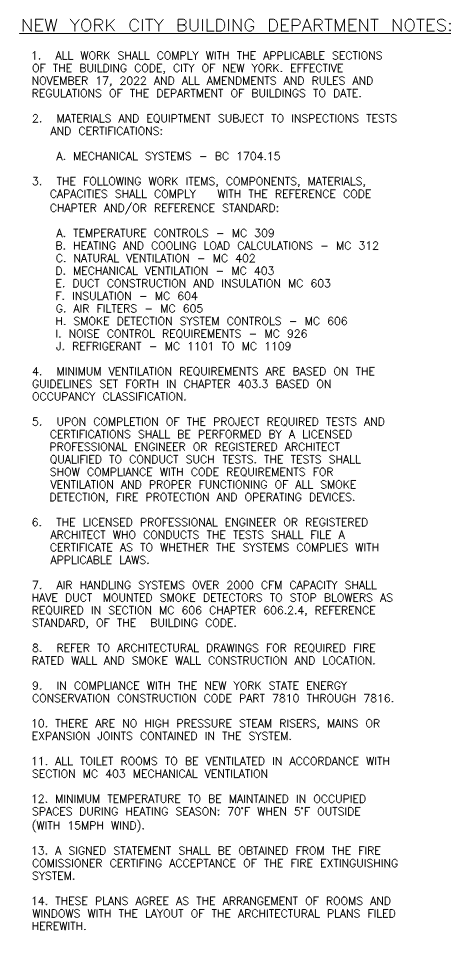 NEW YORK CITY BUILDING DEPARTMENT NOTES:
1. ALL WORK SHALL COMPLY WITH THE APPLICABLE SECTIONS
OF THE BUILDING CODE, CITY OF NEW YORK. EFFECTIVE
NOVEMBER 17, 2022 AND ALL AMENDMENTS AND RULES AND
REGULATIONS OF THE DEPARTMENT OF BUILDINGS TO DATE.
2. MATERIALS AND EQUIPTMENT SUBJECT TO INSPECTIONS TESTS
AND CERTIFICATIONS:
A. MECHANICAL SYSTEMS – BC 1704.15
3. THE FOLLOWING WORK ITEMS, COMPONENTS, MATERIALS,
CAPACITIES SHALL COMPLY WITH THE REFERENCE CODE
CHAPTER AND/OR REFERENCE STANDARD:
A. TEMPERATURE CONTROLS – MC 309
B. HEATING AND COOLING LOAD CALCULATIONS – MC 312
C. NATURAL VENTILATION – MC 402
D. MECHANICAL VENTILATION – MC 403
E. DUCT CONSTRUCTION AND INSULATION MC 603
F. INSULATION – MC 604
G. AIR FILTERS – MC 605
H. SMOKE DETECTION SYSTEM CONTROLS – MC 606
I. NOISE CONTROL REQUIREMENTS – MC 926
J. REFRIGERANT – MC 1101 TO MC 1109
4. MINIMUM VENTILATION REQUIREMENTS ARE BASED ON THE
GUIDELINES SET FORTH IN CHAPTER 403.3 BASED ON
OCCUPANCY CLASSIFICATION.
5. UPON COMPLETION OF THE PROJECT REQUIRED TESTS AND
CERTIFICATIONS SHALL BE PERFORMED BY A LICENSED
PROFESSIONAL ENGINEER OR REGISTERED ARCHITECT
QUALIFIED TO CONDUCT SUCH TESTS. THE TESTS SHALL
SHOW COMPLIANCE WITH CODE REQUIREMENTS FOR
VENTILATION AND PROPER FUNCTIONING OF ALL SMOKE
DETECTION, FIRE PROTECTION AND OPERATING DEVICES.
6. THE LICENSED PROFESSIONAL ENGINEER OR REGISTERED
ARCHITECT WHO CONDUCTS THE TESTS SHALL FILE A
CERTIFICATE AS TO WHETHER THE SYSTEMS COMPLIES WITH
APPLICABLE LAWS.
7. AIR HANDLING SYSTEMS OVER 2000 CFM CAPACITY SHALL
HAVE DUCT MOUNTED SMOKE DETECTORS TO STOP BLOWERS AS
REQUIRED IN SECTION MC 606 CHAPTER 606.2.4, REFERENCE
STANDARD, OF THE BUILDING CODE.
8. REFER TO ARCHITECTURAL DRAWINGS FOR REQUIRED FIRE
RATED WALL AND SMOKE WALL CONSTRUCTION AND LOCATION.
9. IN COMPLIANCE WITH THE NEW YORK STATE ENERGY
CONSERVATION CONSTRUCTION CODE PART 7810 THROUGH 7816.
10. THERE ARE NO HIGH PRESSURE STEAM RISERS, MAINS OR
EXPANSION JOINTS CONTAINED IN THE SYSTEM.
11. ALL TOILET ROOMS TO BE VENTILATED IN ACCORDANCE WITH
SECTION MC 403 MECHANICAL VENTILATION
12. MINIMUM TEMPERATURE TO BE MAINTAINED IN OCCUPIED
SPACES DURING HEATING SEASON: 70°F WHEN 5°F OUTSIDE
(WITH 15MPH WIND).
13. A SIGNED STATEMENT SHALL BE OBTAINED FROM THE FIRE
COMISSIONER CERTIFING ACCEPTANCE OF THE FIRE EXTINGUISHING
SYSTEM.
14. THESE PLANS AGREE AS THE ARRANGEMENT OF ROOMS AND
WINDOWS WITH THE LAYOUT OF THE ARCHITECTURAL PLANS FILED
HEREWITH.